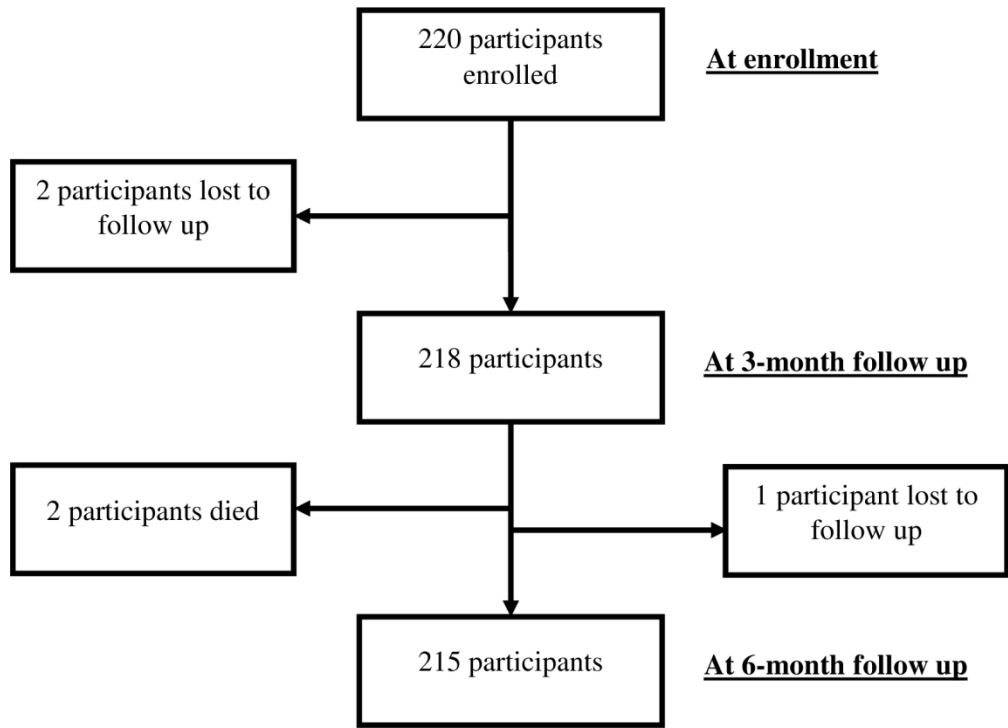 220 participants
enrolled
At enrollment
2 participants lost to
follow up
218 participants
At 3-month follow up
2 participants died
1 participant lost to
follow up
215 participants
At 6-month follow up